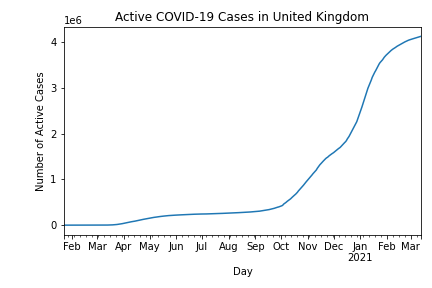 Active COVID-19 Cases in United Kingdom
1e6
4
3
2
1
0
Number of Active Cases
Feb Mar Apr May Jun Jul Aug Sep Oct Nov Dec Jan Feb Mar
2021
Day